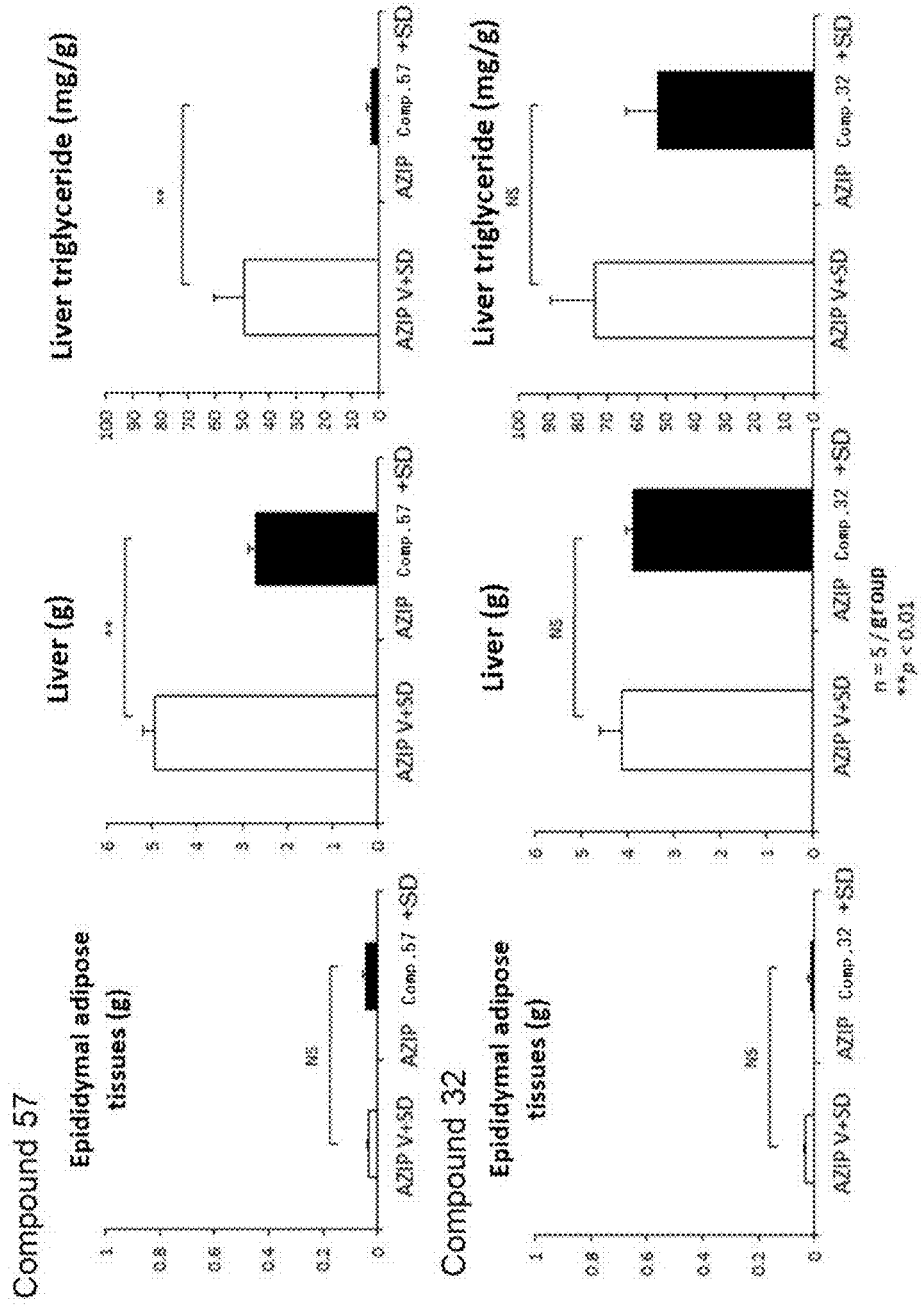 Compound 57
Epididymal adipose
tissues (g)
1
0.8
0.6
0.4
0.2
0
NS
AZIP V+SD
AZIP Comp.57 +SD
Liver (g)
6
5
4
3
2
1
0
**
AZIP V+SD
AZIP Comp.57 +SD
Liver triglyceride (mg/g)
100
90
80
70
60
50
40
30
20
10
0
**
AZIP V+SD
AZIP Comp.57 +SD
Compound 32
Epididymal adipose
tissues (g)
1
0.8
0.6
0.4
0.2
0
NS
AZIP V+SD
AZIP Comp.32 +SD
Liver (g)
6
5
4
3
2
1
0
NS
AZIP V+SD
AZIP Comp.32 +SD
Liver triglyceride (mg/g)
100
90
80
70
60
50
40
30
20
10
0
NS
AZIP V+SD
AZIP Comp.32 +SD
n = 5 / group
**p < 0.01